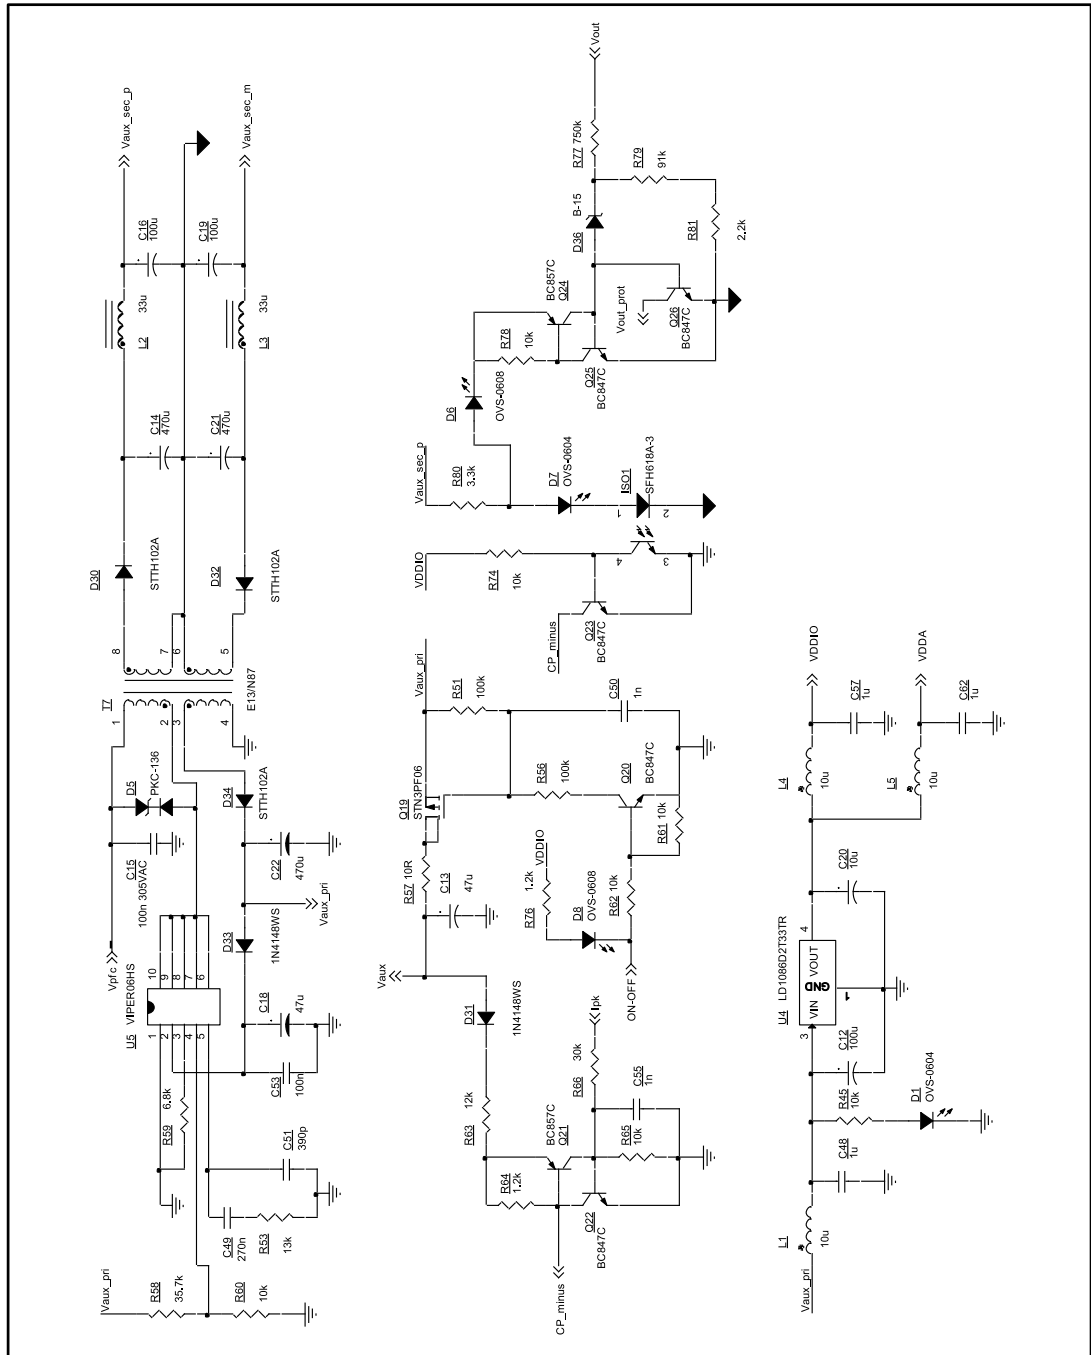 Vaux_pri
R58
35.7k
R60
10k
C49
270n
R53
13k
C51
390p
R59
6.8k
C53
100n
C18
47u
U5
VIPER06HS
1
2
3
4
5
10
9
8
7
6
Vpfc
D33
1N4148WS
Vaux_pri
C15
100n 305VAC
C22
470u
D5
PKC-136
D34
STTH102A
T7
1
2
3
4
8
7
6
5
E13/N87
D30
STTH102A
D32
STTH102A
C14
470u
C21
470u
L2
33u
L3
33u
C16
100u
C19
100u
Vaux_sec_p
Vaux_sec_m
CP_minus
R64
1.2k
Q22
BC847C
BC857C
Q21
R63
12k
R65
10k
C55
1n
R66
30k
Ipk
D31
1N4148WS
Vaux
C13
47u
R57 10R
Q19
STN3PF06
ON-OFF
D8
OVS-0608
R76
1.2k
VDDIO
R62 10k
R61 10k
Q20
BC847C
R56
100k
C50
1n
R51
100k
Vaux_pri
CP_minus
Q23
BC847C
R74
10k
VDDIO
4
3
1
2
ISO1
SFH618A-3
D7
OVS-0604
R80
3.3k
Vaux_sec_p
D6
OVS-0608
R78
10k
Q25
BC847C
BC857C
Q24
Vout_prot
Q26
BC847C
D36
B-15
R81
2.2k
R79
91k
R77 750k
Vout
Vaux_pri
L1
10u
C48
1u
R45
10k
D1
OVS-0604
C12
100u
U4
LD1086D2T33TR
3
VIN
GND
VOUT
1
4
C20
10u
L4
10u
L5
10u
C57
1u
C62
1u
VDDIO
VDDA